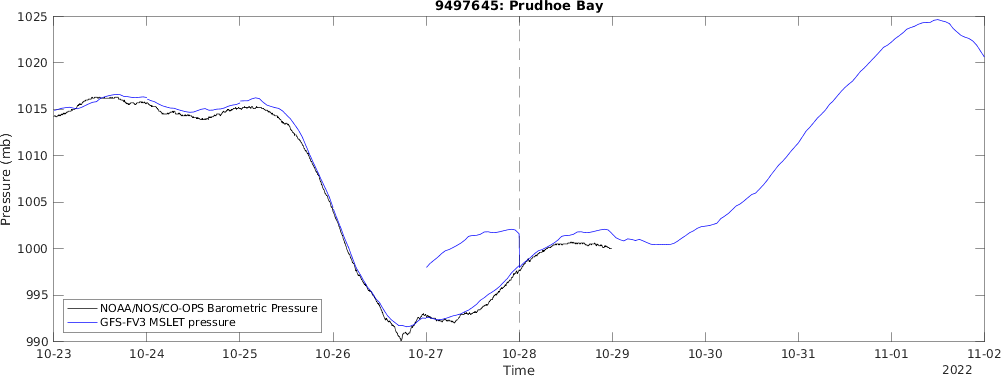 9497645: Prudhoe Bay
1025
1020
1015
1010
1005
1000
995
990
Pressure (mb)
NOAA/NOS/CO-OPS Barometric Pressure
GFS-FV3 MSLET pressure
10-23 10-24 10-25 10-26 10-27 10-28 10-29 10-30 10-31 11-01 11-02
Time
2022